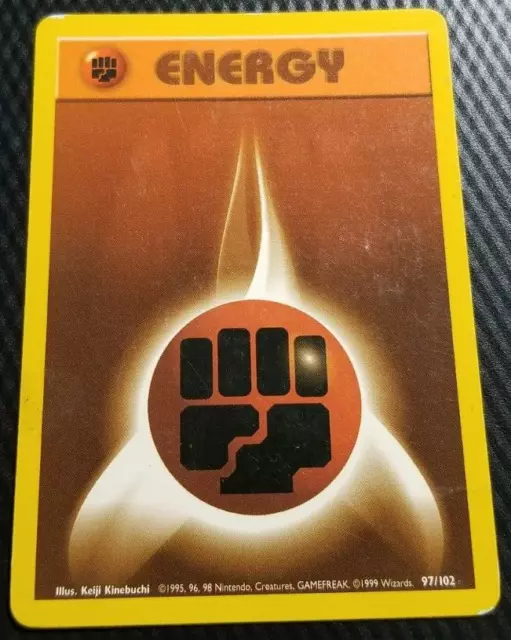 ENERGY
Illus. Keiji Kinebuchi ©1995, 96, 98 Nintendo, Creatures, GAMEFREAK. ©1999 Wizards. 97/102